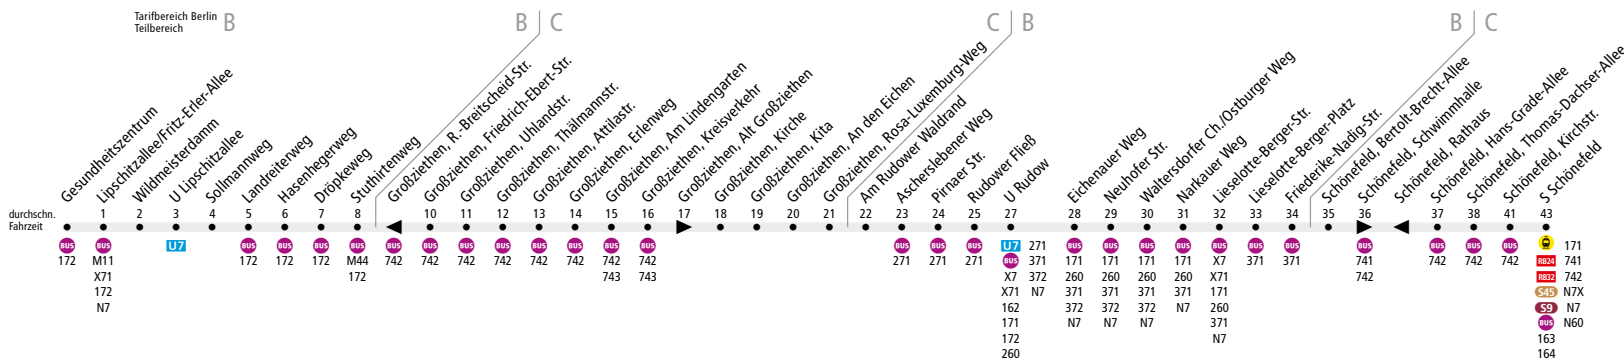 Tarifbereich Berlin
Teilbereich
B
B
C
C
B
B
C
Gesundheitszentrum
Lipschitzallee/Fritz-Erler-Allee
Wildmeisterdamm
U Lipschitzallee
Sollmannweg
Landreiterweg
Hasenhegerweg
Dröpkeweg
Stuthirtenweg
Großziethen, R.-Breitscheid-Str.
Großziethen, Friedrich-Ebert-Str.
Großziethen, Uhlandstr.
Großziethen, Thälmannstr.
Großziethen, Attilastr.
Großziethen, Erlenweg
Großziethen, Am Lindengarten
Großziethen, Kreisverkehr
Großziethen, Alt Großziethen
Großziethen, Kirche
Großziethen, Kita
Großziethen, An den Eichen
Großziethen, Rosa-Luxemburg-Weg
Am Rudower Waldrand
Ascherslebener Weg
Pirnaer Str.
Rudower Fließ
U Rudow
Eichenauer Weg
Neuhofer Str.
Waltersdorfer Ch./Ostburger Weg
Narkauer Weg
Lieselotte-Berger-Str.
Lieselotte-Berger-Platz
Friederike-Nadig-Str.
Schönefeld, Bertolt-Brecht-Allee
Schönefeld, Schwimmhalle
Schönefeld, Rathaus
Schönefeld, Hans-Grade-Allee
Schönefeld, Thomas-Dachser-Allee
Schönefeld, Kirchstr.
S Schönefeld
durchschn. 1 2 3 4 5 6 7 8 10 11 12 13 14 15 16 17 18 19 20 21 22 23 24 25 27 28 29 30 31 32 33 34 35 36 37 38 41 43
Fahrzeit
BUS BUS U7 BUS BUS BUS BUS BUS BUS BUS BUS BUS BUS BUS BUS BUS BUS BUS U7 271 BUS BUS BUS BUS BUS BUS BUS BUS BUS BUS BUS 171
172 M11 172 172 172 M44 742 742 742 742 742 742 742 742 271 271 271 BUS 371 171 171 171 171 X7 371 371 741 742 742 742 RB24 741
X71 172 743 743 X7 372 260 260 260 260 X71 742 RB32 742
172 X71 N7 371 371 371 371 171 S45 N7X
N7 162 372 372 372 N7 260 S9 N7
171 N7 N7 N7 371 BUS N60
172 N7 163
260 164